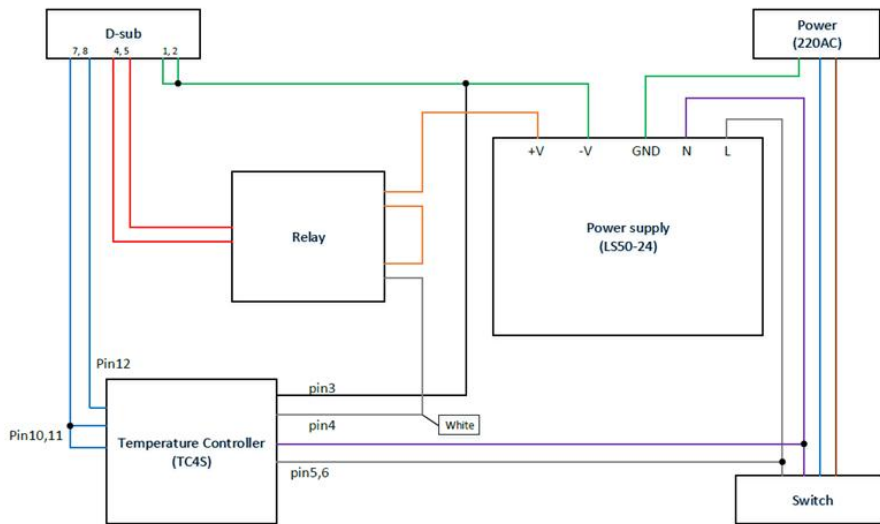 D-sub
7, 8 4, 5 1, 2
Power
(220AC)
+V -V GND N L
Relay
Power supply
(LS50-24)
Pin12
pin3
White
pin4
Pin10,11
Temperature Controller
(TC4S)
pin5,6
Switch